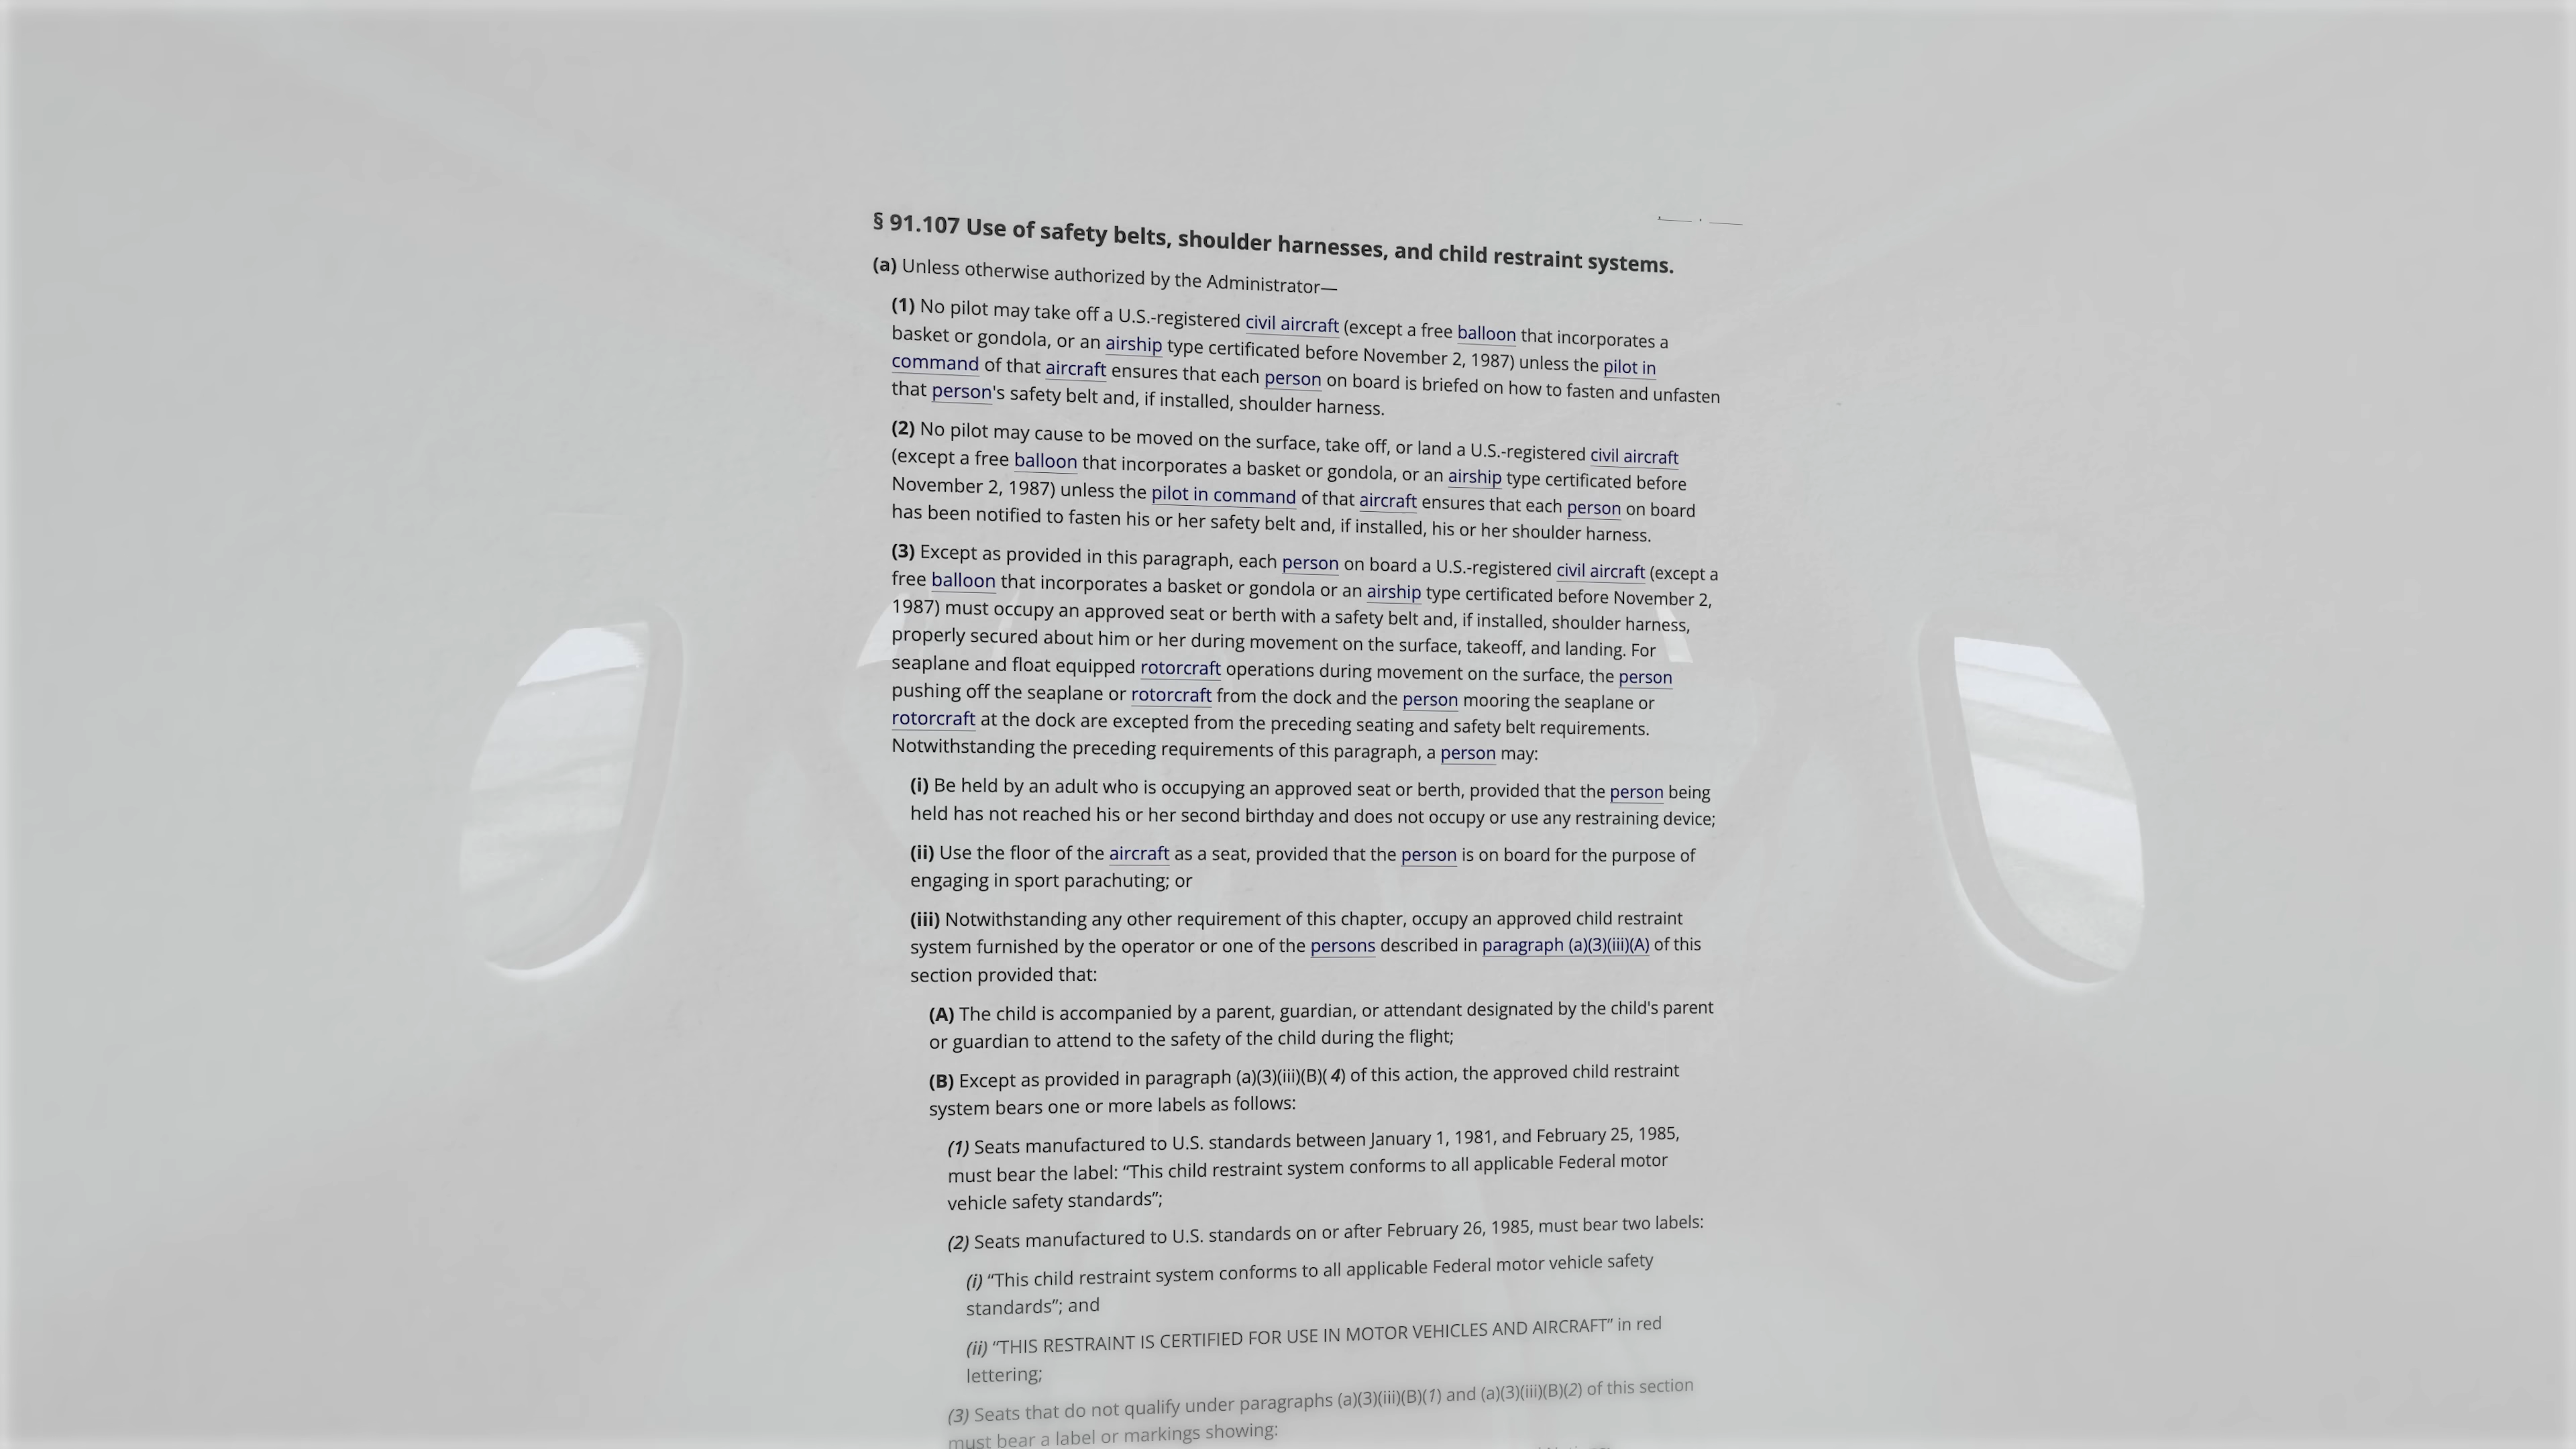 § 91.107 Use of safety belts, shoulder harnesses, and child restraint systems.
(a) Unless otherwise authorized by the Administrator—
(1) No pilot may take off a U.S.-registered civil aircraft (except a free balloon that incorporates a
basket or gondola, or an airship type certificated before November 2, 1987) unless the pilot in
command of that aircraft ensures that each person on board is briefed on how to fasten and unfasten
that person's safety belt and, if installed, shoulder harness.
(2) No pilot may cause to be moved on the surface, take off, or land a U.S.-registered civil aircraft
(except a free balloon that incorporates a basket or gondola, or an airship type certificated before
November 2, 1987) unless the pilot in command of that aircraft ensures that each person on board
has been notified to fasten his or her safety belt and, if installed, his or her shoulder harness.
(3) Except as provided in this paragraph, each person on board a U.S.-registered civil aircraft (except a
free balloon that incorporates a basket or gondola or an airship type certificated before November 2,
1987) must occupy an approved seat or berth with a safety belt and, if installed, shoulder harness,
properly secured about him or her during movement on the surface, takeoff, and landing. For
seaplane and float equipped rotorcraft operations during movement on the surface, the person
pushing off the seaplane or rotorcraft from the dock and the person mooring the seaplane or
rotorcraft at the dock are excepted from the preceding seating and safety belt requirements.
Notwithstanding the preceding requirements of this paragraph, a person may:
(i) Be held by an adult who is occupying an approved seat or berth, provided that the person being
held has not reached his or her second birthday and does not occupy or use any restraining device;
(ii) Use the floor of the aircraft as a seat, provided that the person is on board for the purpose of
engaging in sport parachuting; or
(iii) Notwithstanding any other requirement of this chapter, occupy an approved child restraint
system furnished by the operator or one of the persons described in paragraph (a)(3)(iii)(A) of this
section provided that:
(A) The child is accompanied by a parent, guardian, or attendant designated by the child's parent
or guardian to attend to the safety of the child during the flight;
(B) Except as provided in paragraph (a)(3)(iii)(B)( 4) of this action, the approved child restraint
system bears one or more labels as follows:
(1) Seats manufactured to U.S. standards between January 1, 1981, and February 25, 1985,
must bear the label: “This child restraint system conforms to all applicable Federal motor
vehicle safety standards”;
(2) Seats manufactured to U.S. standards on or after February 26, 1985, must bear two labels:
(i) “This child restraint system conforms to all applicable Federal motor vehicle safety
standards”; and
(ii) “THIS RESTRAINT IS CERTIFIED FOR USE IN MOTOR VEHICLES AND AIRCRAFT” in red
lettering;
(3) Seats that do not qualify under paragraphs (a)(3)(iii)(B)(1) and (a)(3)(iii)(B)(2) of this section
must bear a label or markings showing: